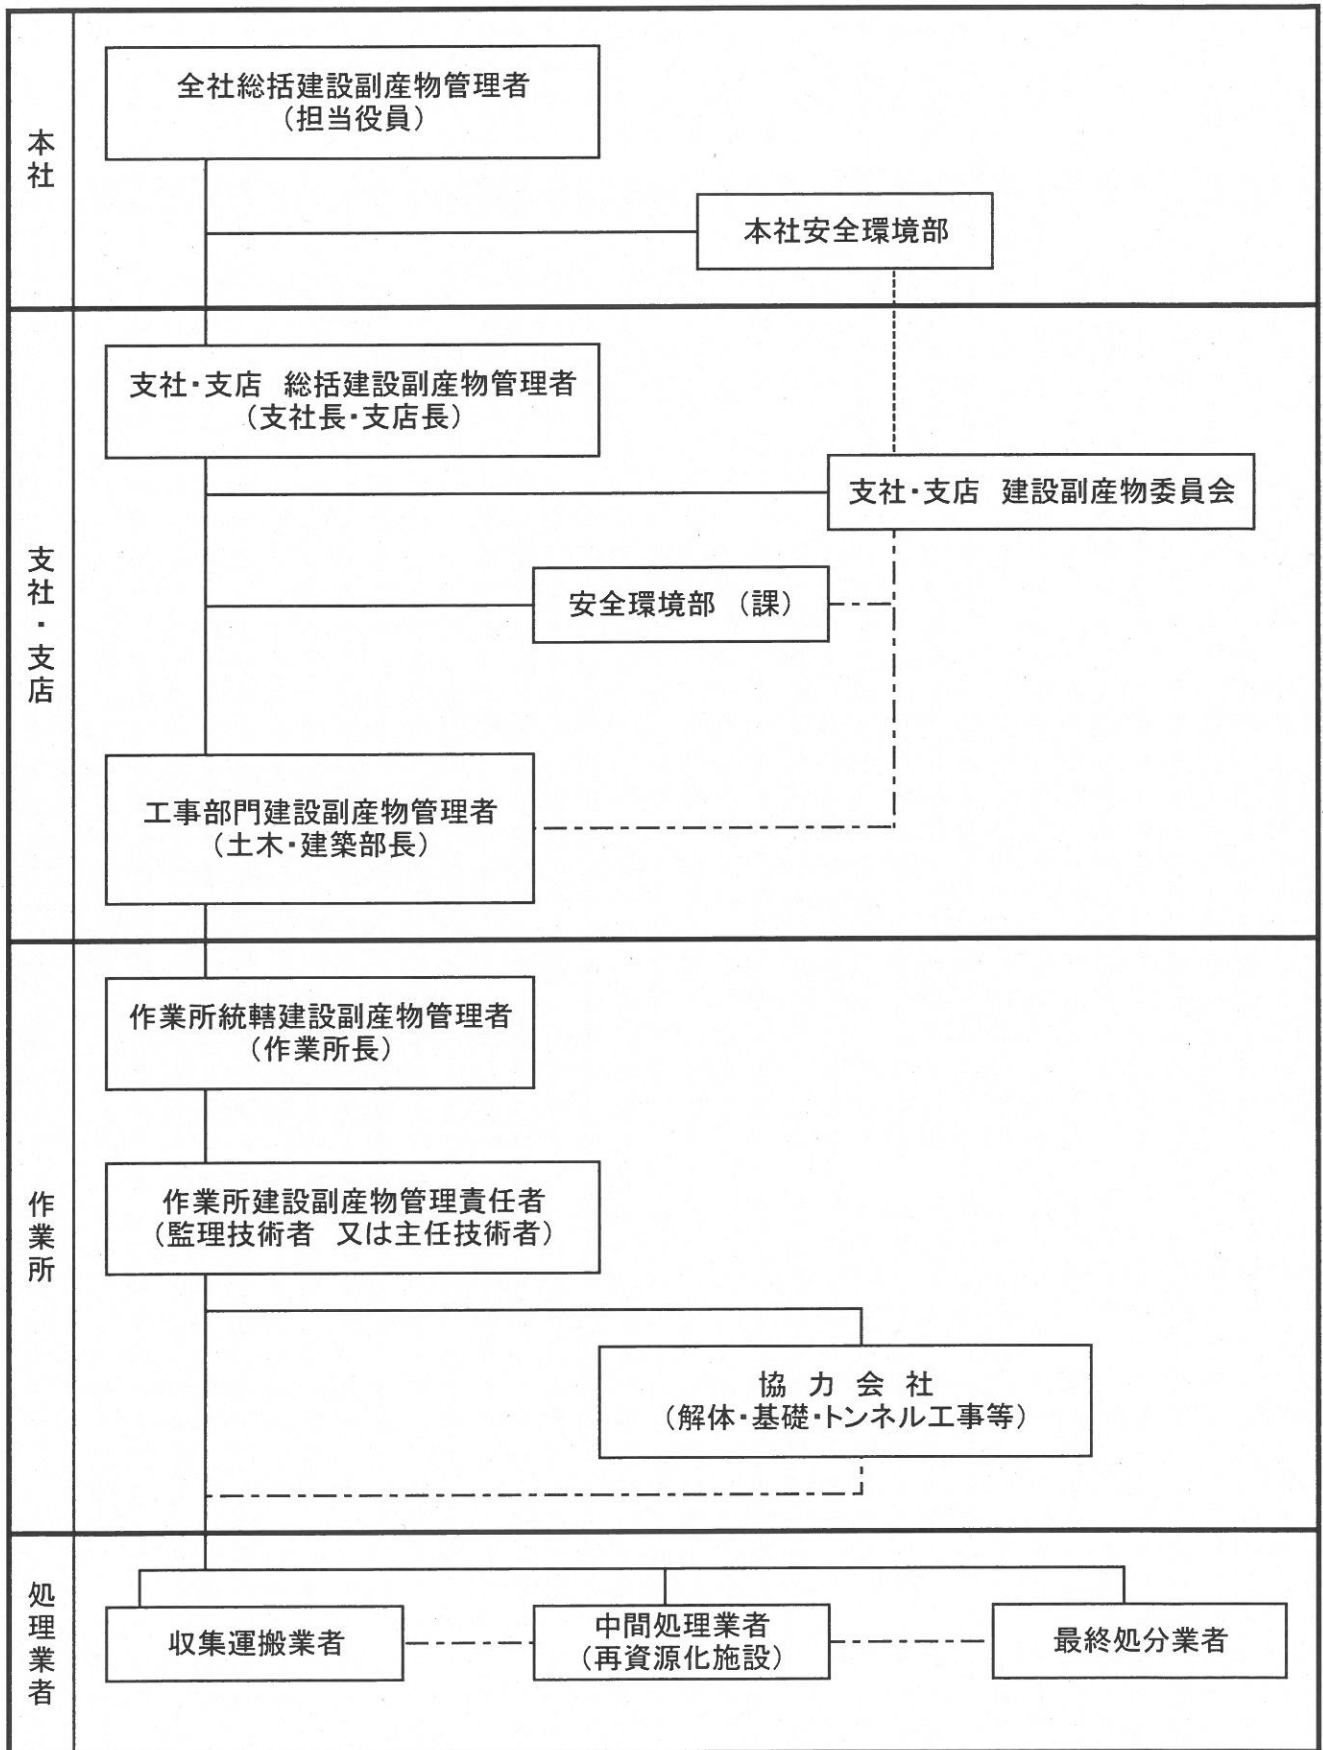 本社
全社総括建設副産物管理者
（担当役員）
本社安全環境部
支社・支店
支社・支店　総括建設副産物管理者
（支社長・支店長）
支社・支店　建設副産物委員会
安全環境部（課）
工事部門建設副産物管理者
（土木・建築部長）
作業所
作業所統轄建設副産物管理者
（作業所長）
作業所建設副産物管理責任者
（監理技術者　又は主任技術者）
協　力　会　社
（解体・基礎・トンネル工事等）
処理業者
収集運搬業者
中間処理業者
（再資源化施設）
最終処分業者